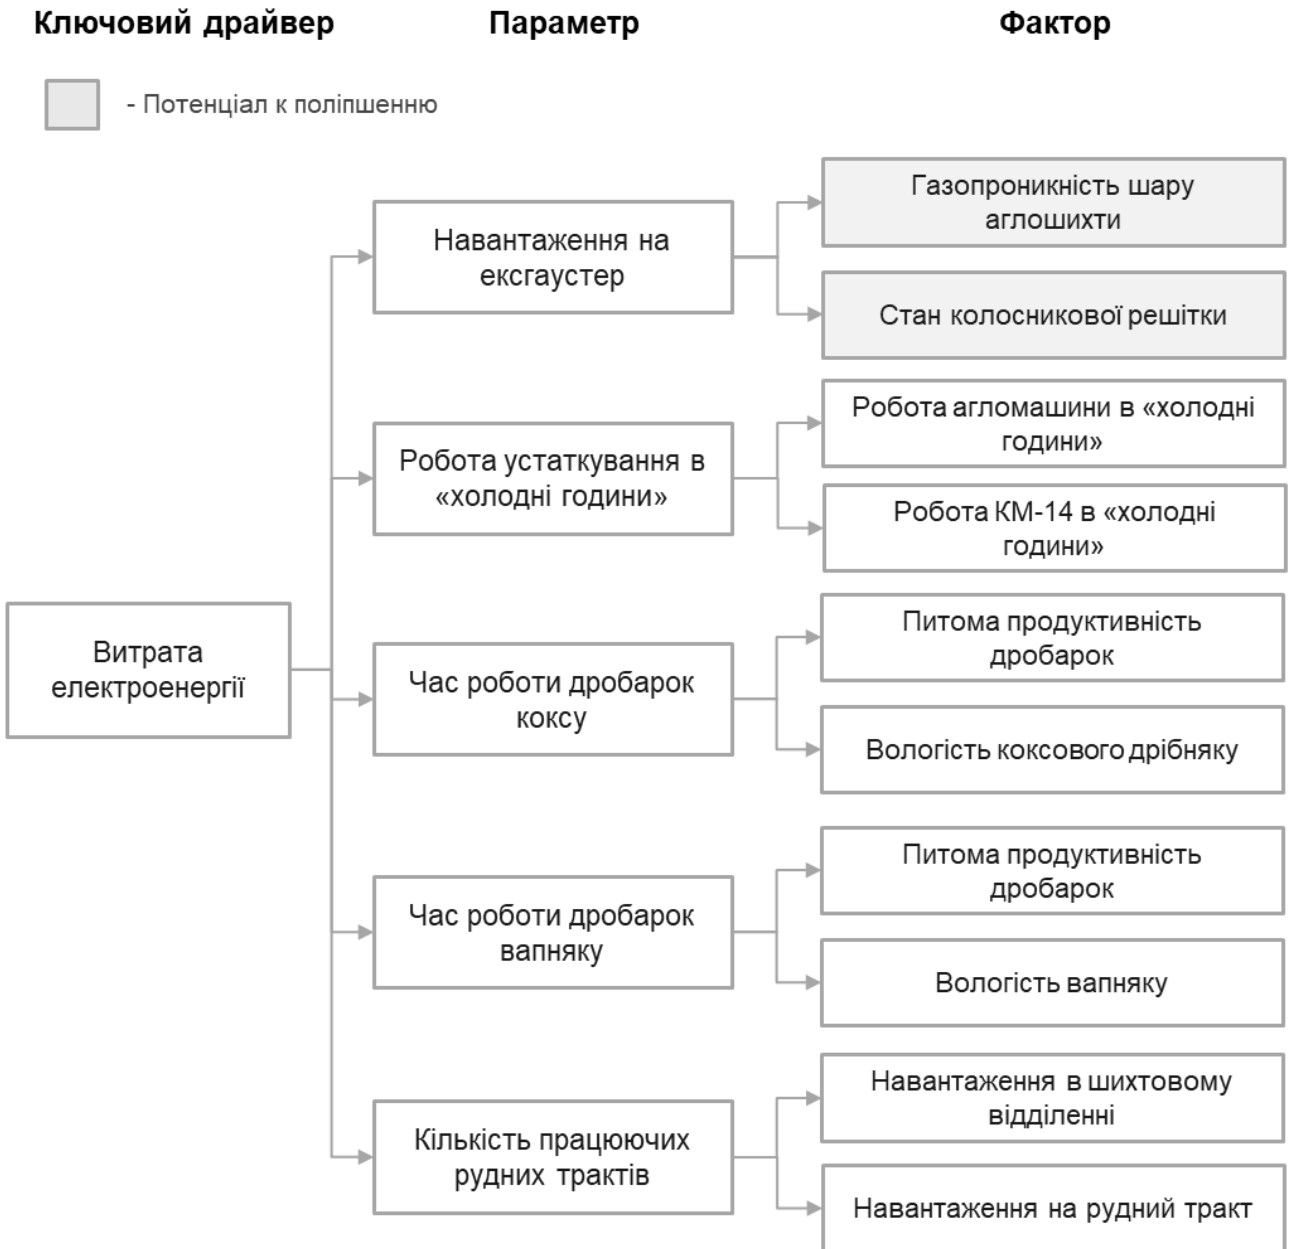 Ключовий драйвер
Параметр
Фактор
- Потенціал к поліпшенню
Газопроникність шару
аглошихти
Навантаження на
ексгаустер
Стан колосникової решітки
Робота агломашини в «холодні
години»
Робота устаткування в
«холодні години»
Робота КМ-14 в «холодні
години»
Питома продуктивність
дробарок
Витрата
електроенергії
Час роботи дробарок
коксу
Вологість коксового дрібняку
Питома продуктивність
дробарок
Час роботи дробарок
вапняку
Вологість вапняку
Навантаження в шихтовому
відділенні
Кількість працюючих
рудних трактів
Навантаження на рудний тракт